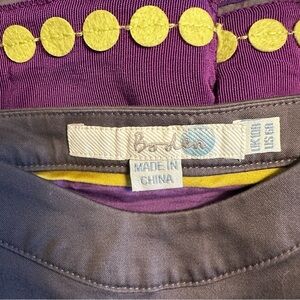 Boden
MADE IN
CHINA
UK 10R
US 6R